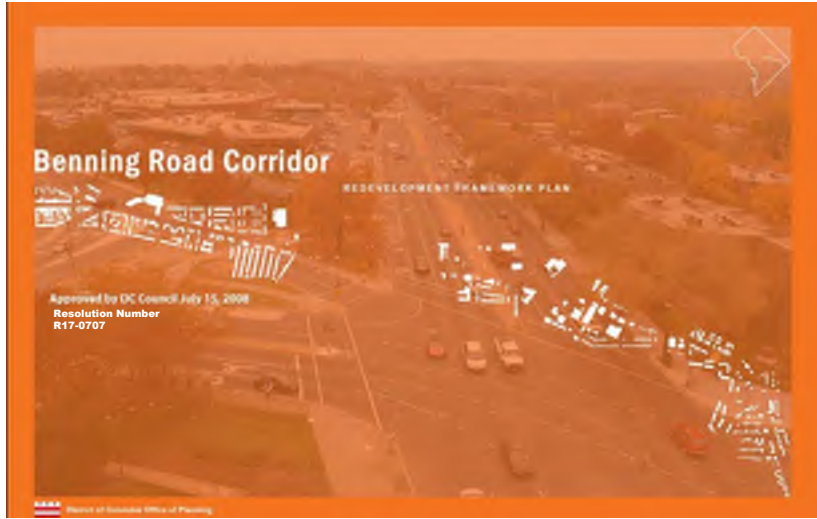 Benning Road Corridor
REDEVELOPMENT FRAMEWORK PLAN
Approved by DC Council July 15, 2008
Resolution Number
R17-0707
District of Columbia Office of Planning